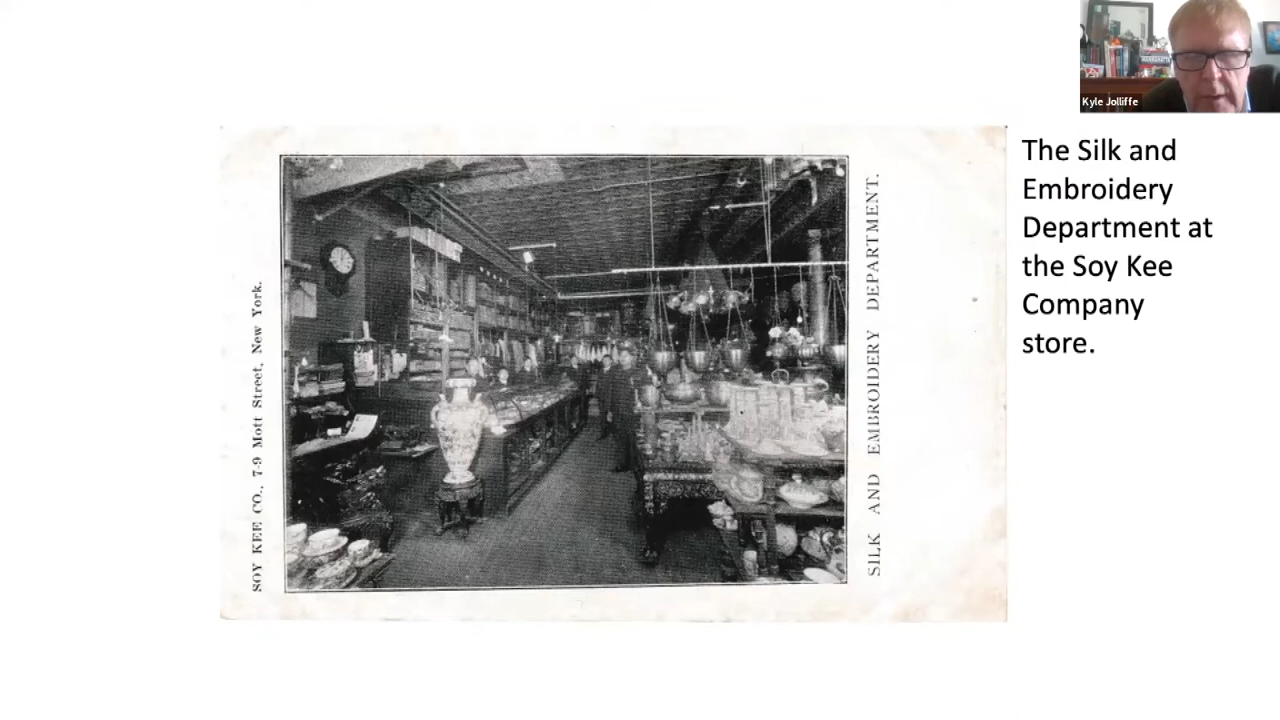 Kyle Jolliffe
The Silk and
Embroidery
Department at
the Soy Kee
Company
store.
SOY KEE CO., 7-9 Mott Street, New York.
SILK AND EMBROIDERY DEPARTMENT.